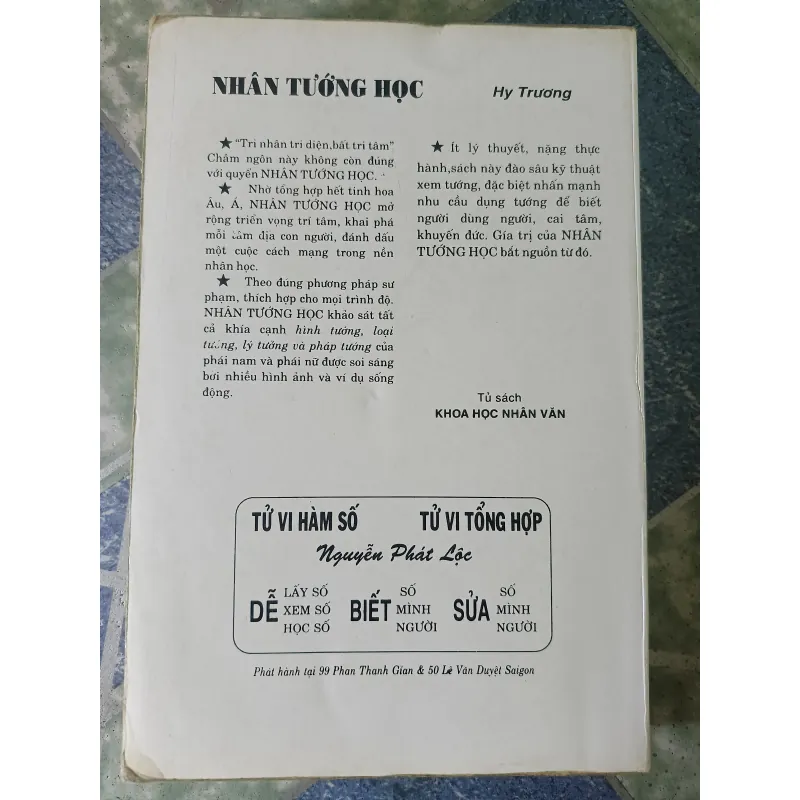 NHÂN TƯỚNG HỌC
Hy Trương
★ "Tri nhân tri diện, bất tri tâm"
Châm ngôn này không còn đúng
với quyển NHÂN TƯỚNG HỌC.
★ Nhờ tổng hợp hết tinh hoa
Âu, Á, NHÂN TƯỚNG HỌC mở
rộng triển vọng trí tâm, khai phá
mỗi tâm địa con người, đánh dấu
một cuộc cách mạng trong nền
nhân học.
★ Theo đúng phương pháp sư
phạm, thích hợp cho mọi trình độ.
NHÂN TƯỚNG HỌC khảo sát tất
cả khía cạnh hình tướng, loại
tướng, lý tướng và pháp tướng của
phái nam và phái nữ được soi sáng
bơi nhiều hình ảnh và ví dụ sống
động.
★ Ít lý thuyết, nặng thực
hành,sách này đào sâu kỹ thuật
xem tướng, đặc biệt nhấn mạnh
nhu cầu dụng tướng để biết
người dùng người, cai tâm,
khuyến đức. Gía trị của NHÂN
TƯỚNG HỌC bắt nguồn từ đó.
Tủ sách
KHOA HỌC NHÂN VĂN
TỬ VI HÀM SỐ TỬ VI TỔNG HỢP
Nguyễn Phát Lộc
DỄ LẤY SỐ XEM SỐ HỌC SỐ
BIẾT SỐ MÌNH NGƯỜI
SỬA SỐ MÌNH NGƯỜI
Phát hành tại 99 Phan Thanh Gian & 50 Lê Văn Duyệt Saigon